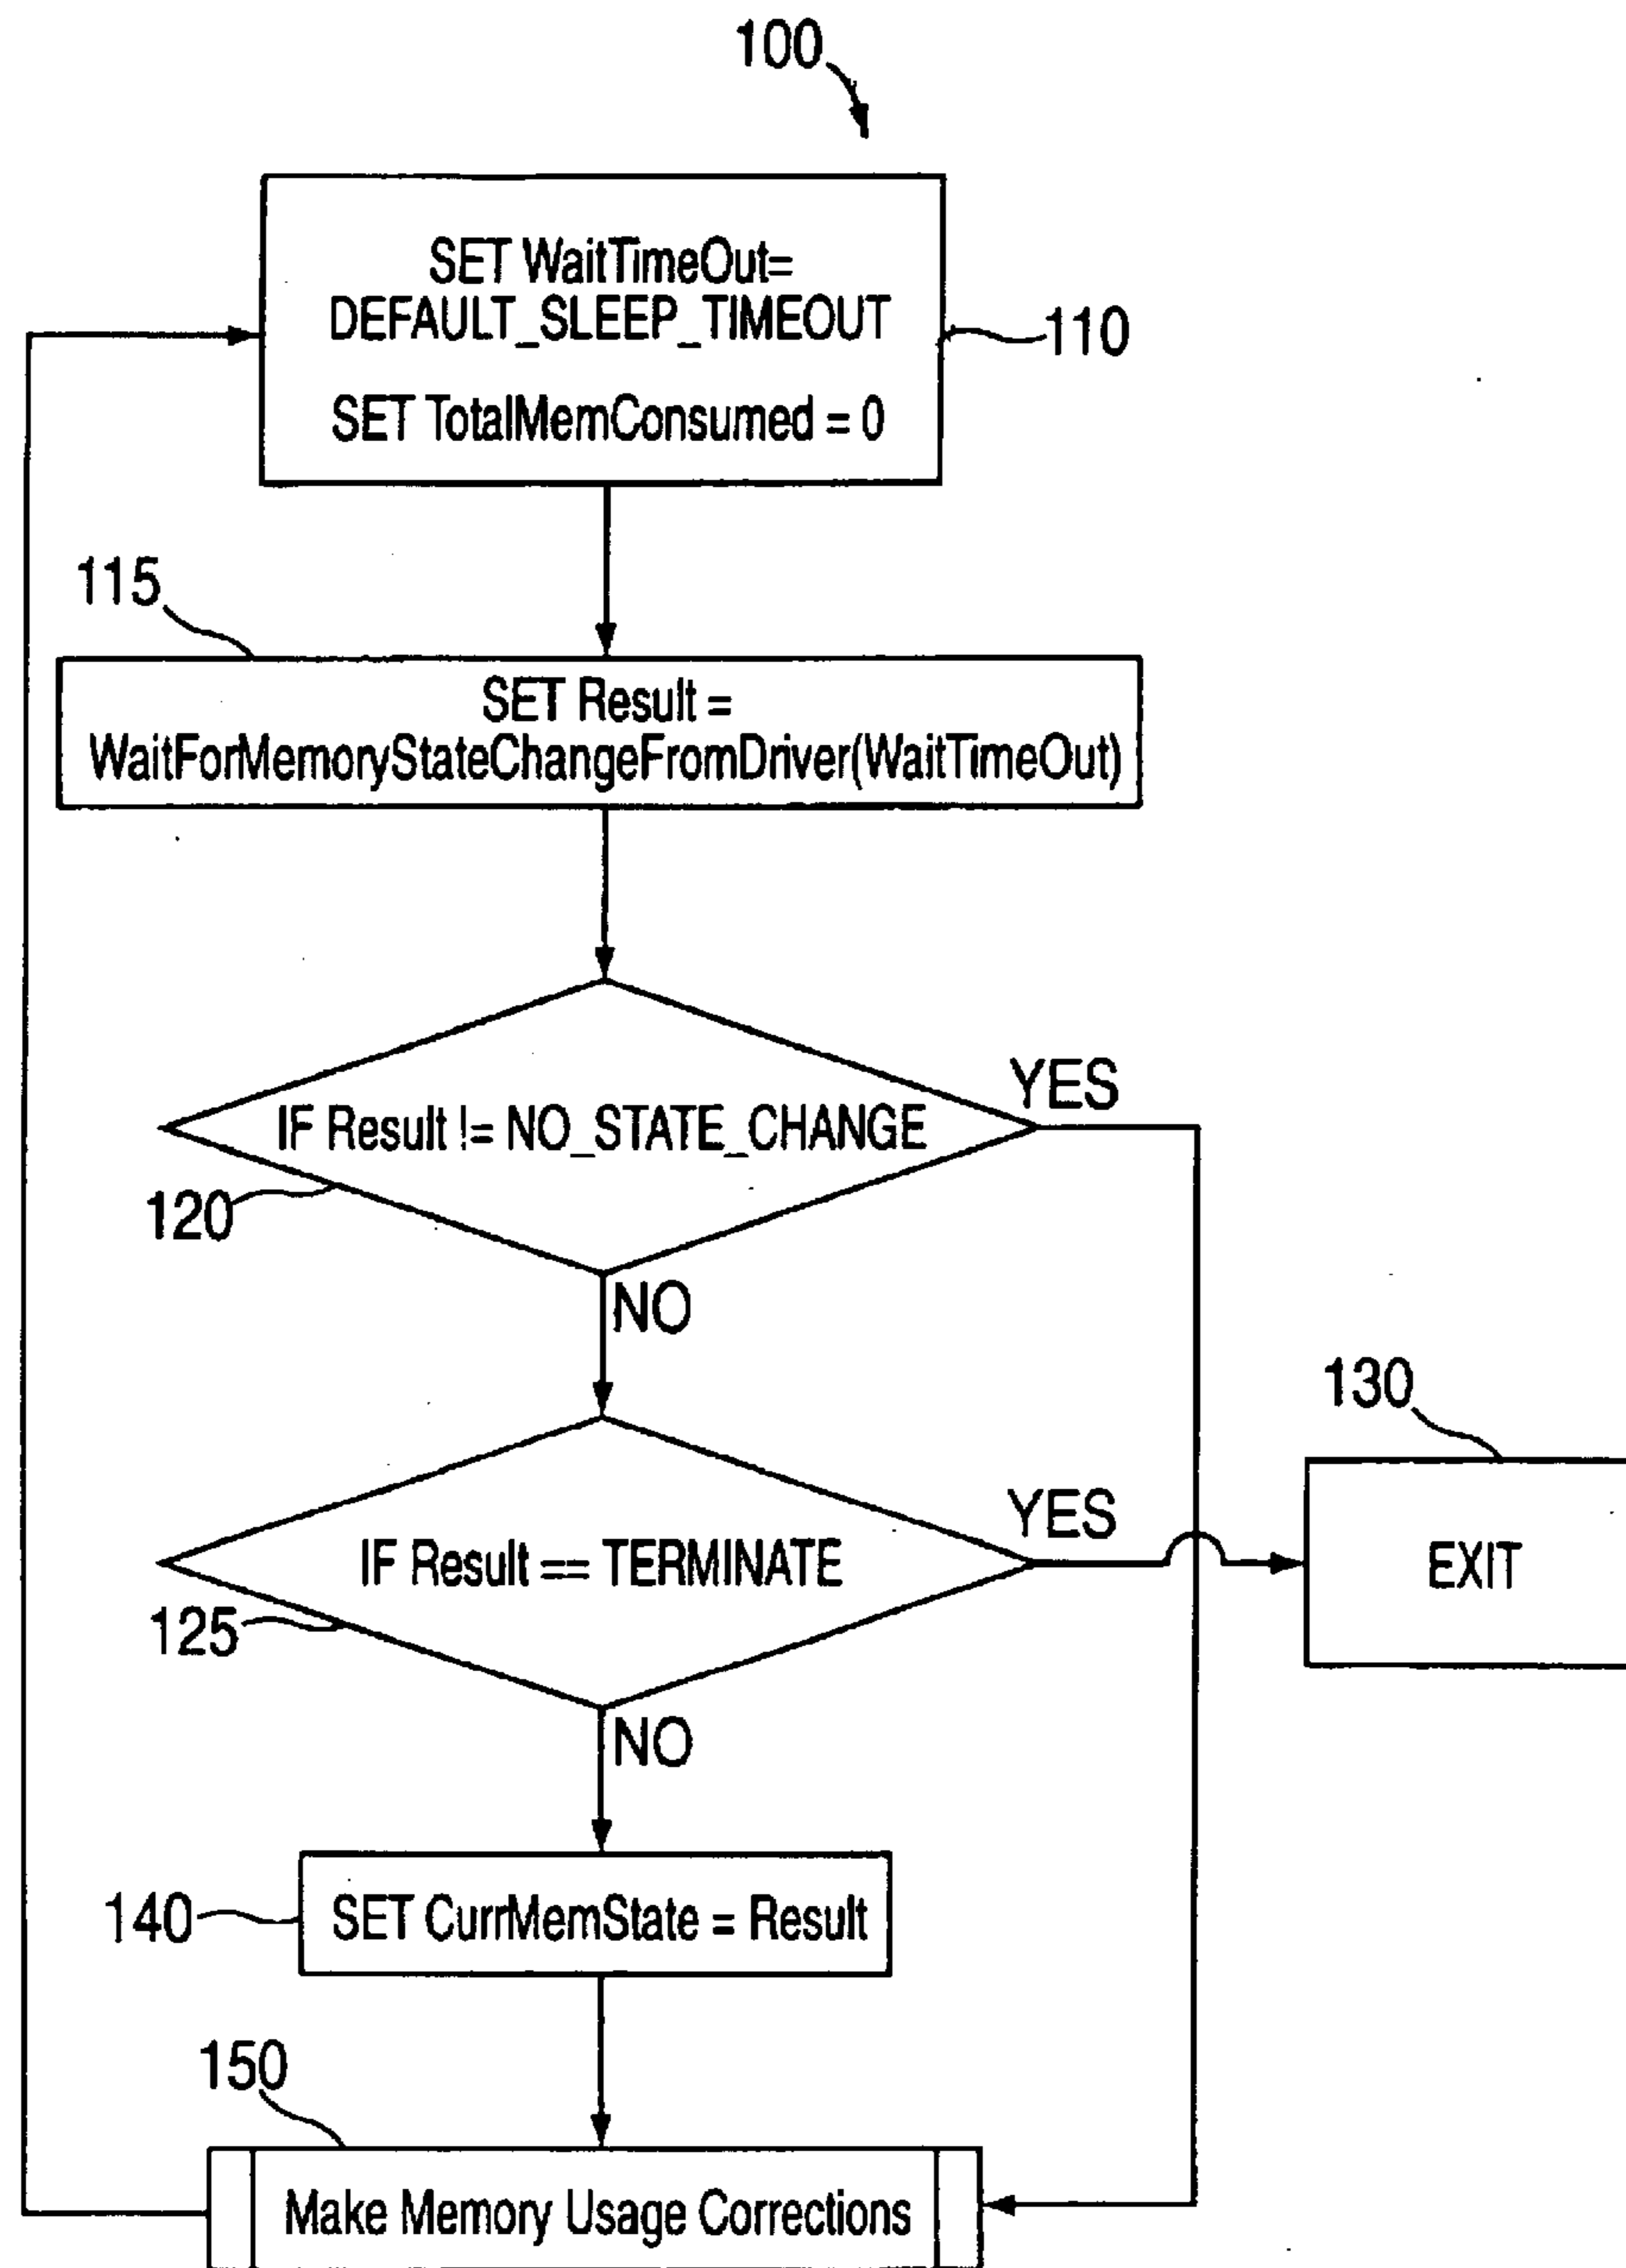 100
SET WaitTimeOut=
DEFAULT_SLEEP_TIMEOUT
SET TotalMemConsumed = 0
110
115
SET Result =
WaitForMemoryStateChangeFromDriver(WaitTimeOut)
IF Result != NO_STATE_CHANGE
YES
120
NO
130
IF Result == TERMINATE
YES
EXIT
125
NO
140
SET CurrMemState = Result
150
Make Memory Usage Corrections